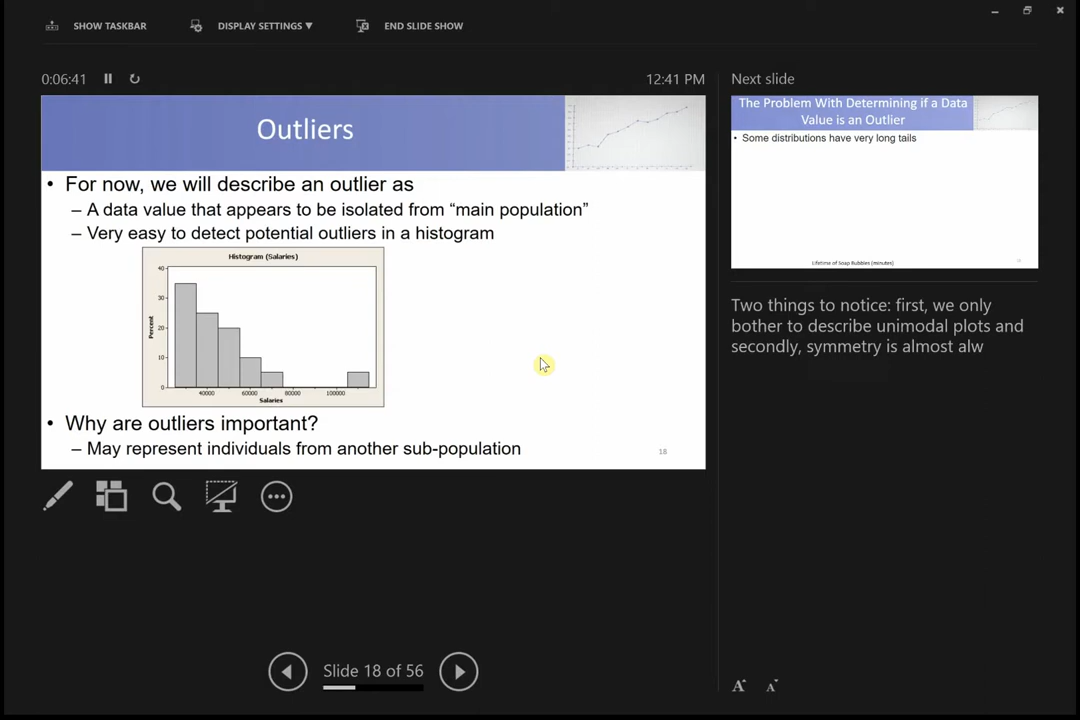 SHOW TASKBAR
DISPLAY SETTINGS ▼
END SLIDE SHOW
0:06:41
12:41 PM
Outliers
• For now, we will describe an outlier as
– A data value that appears to be isolated from “main population”
– Very easy to detect potential outliers in a histogram
Histogram (Salaries)
40
30
20
10
0
Percent
40000
60000
80000
100000
Salaries
• Why are outliers important?
– May represent individuals from another sub-population
18
Slide 18 of 56
Next slide
The Problem With Determining if a Data
Value is an Outlier
• Some distributions have very long tails
Lifetime of Soap Bubbles (minutes)
Two things to notice: first, we only
bother to describe unimodal plots and
secondly, symmetry is almost alw
A
A